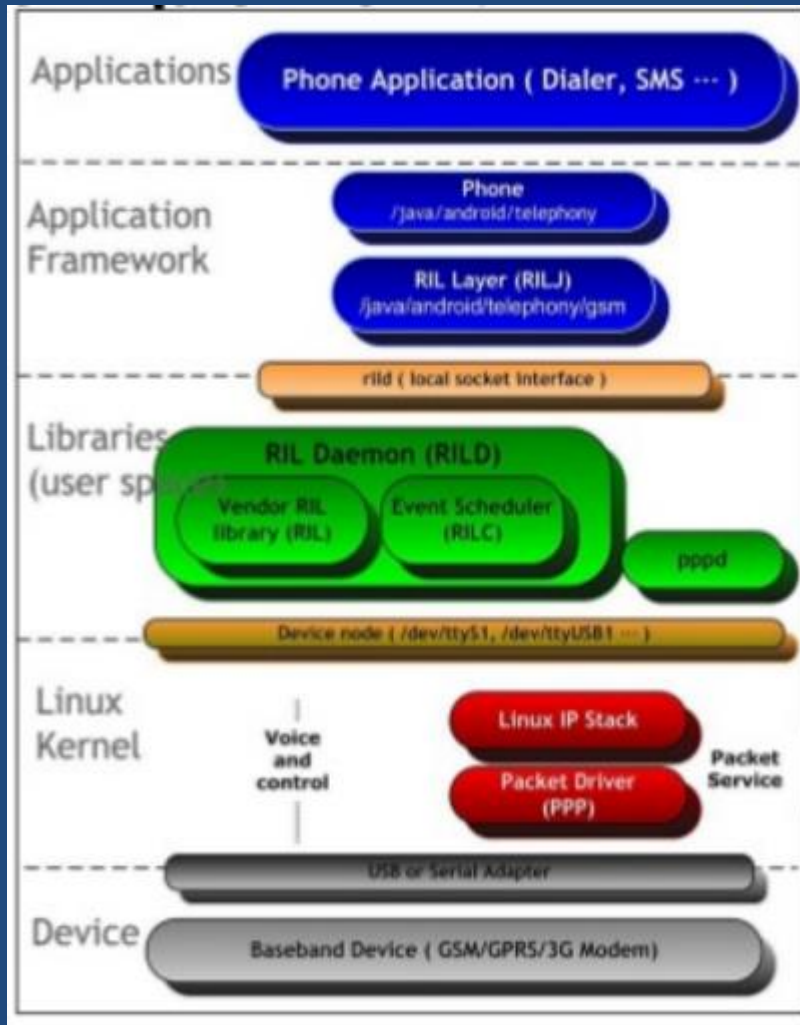 Applications
Phone Application ( Dialer, SMS ··· )
Application
Framework
Phone
/java/android/telephony
RIL Layer (RILJ)
/java/android/telephony/gsm
rild ( local socket interface )
Libraries
(user sp
RIL Daemon (RILD)
Vendor RIL
library (RIL)
Event Scheduler
(RILC)
pppd
Device node ( /dev/ttyS1, /dev/ttyUSB1 ··· )
Linux
Kernel
Voice
and
control
Linux IP Stack
Packet Driver
(PPP)
Packet
Service
USB or Serial Adapter
Device
Baseband Device ( GSM/GPRS/3G Modem)